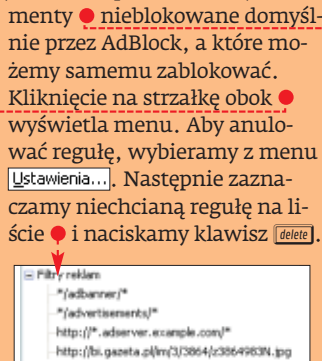 menty nieblokowane domyśl-
nie przez AdBlock, a które mo-
żemy samemu zablokować.
Kliknięcie na strzałkę obok
wyświetla menu. Aby anulo-
wać regułę, wybieramy z menu
Ustawienia... . Następnie zazna-
czamy niechcianą regułę na li-
ście i naciskamy klawisz delete .
Filtry reklam
*/adbanner/*
*/advertisements/*
http://*.adserver.example.com/*
http://bi.gazeta.pl/im/3/3864/z3864983N.jpg